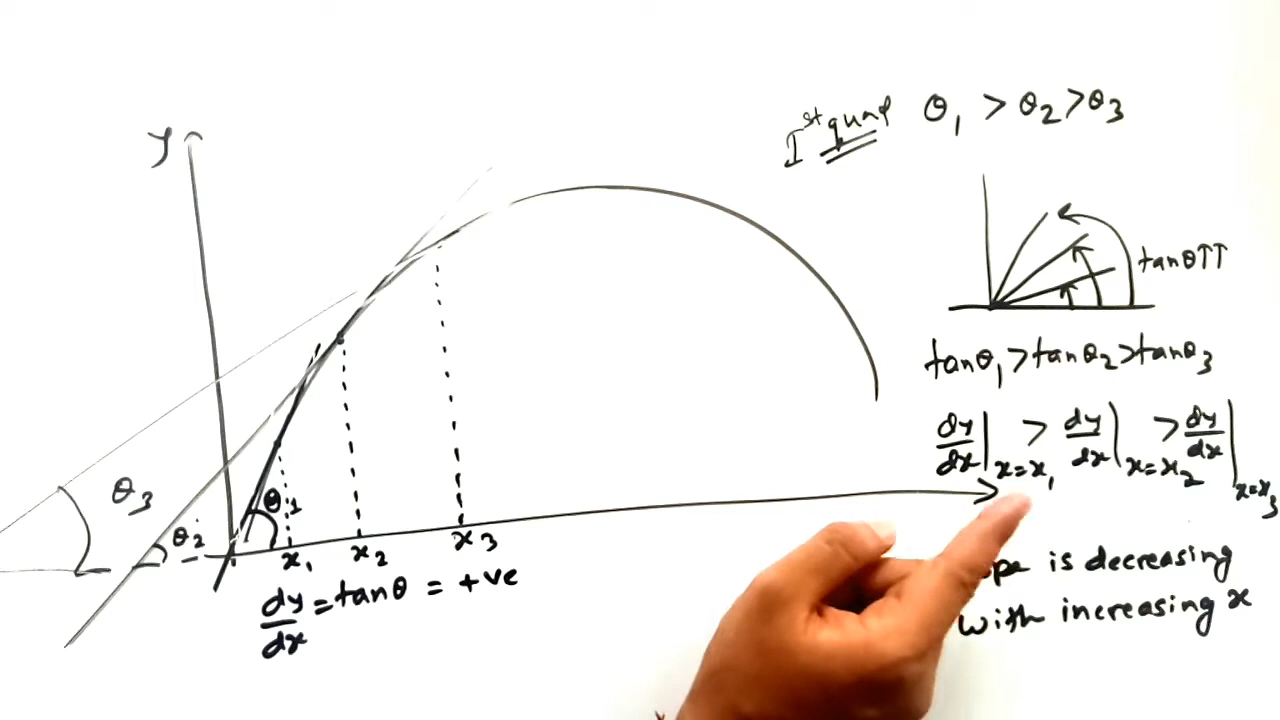 y
Iˢᵗ quad θ₁ > θ₂ > θ₃
tanθ↑↑
tanθ₁ > tanθ₂ > tanθ₃
dy/dx|ₓ₌ₓ₁ > dy/dx|ₓ₌ₓ₂ > dy/dx|ₓ₌ₓ₃
θ₃
θ₂
θ₁
x₁ x₂ x₃
dy/dx = tanθ = +ve
is decreasing
with increasing x